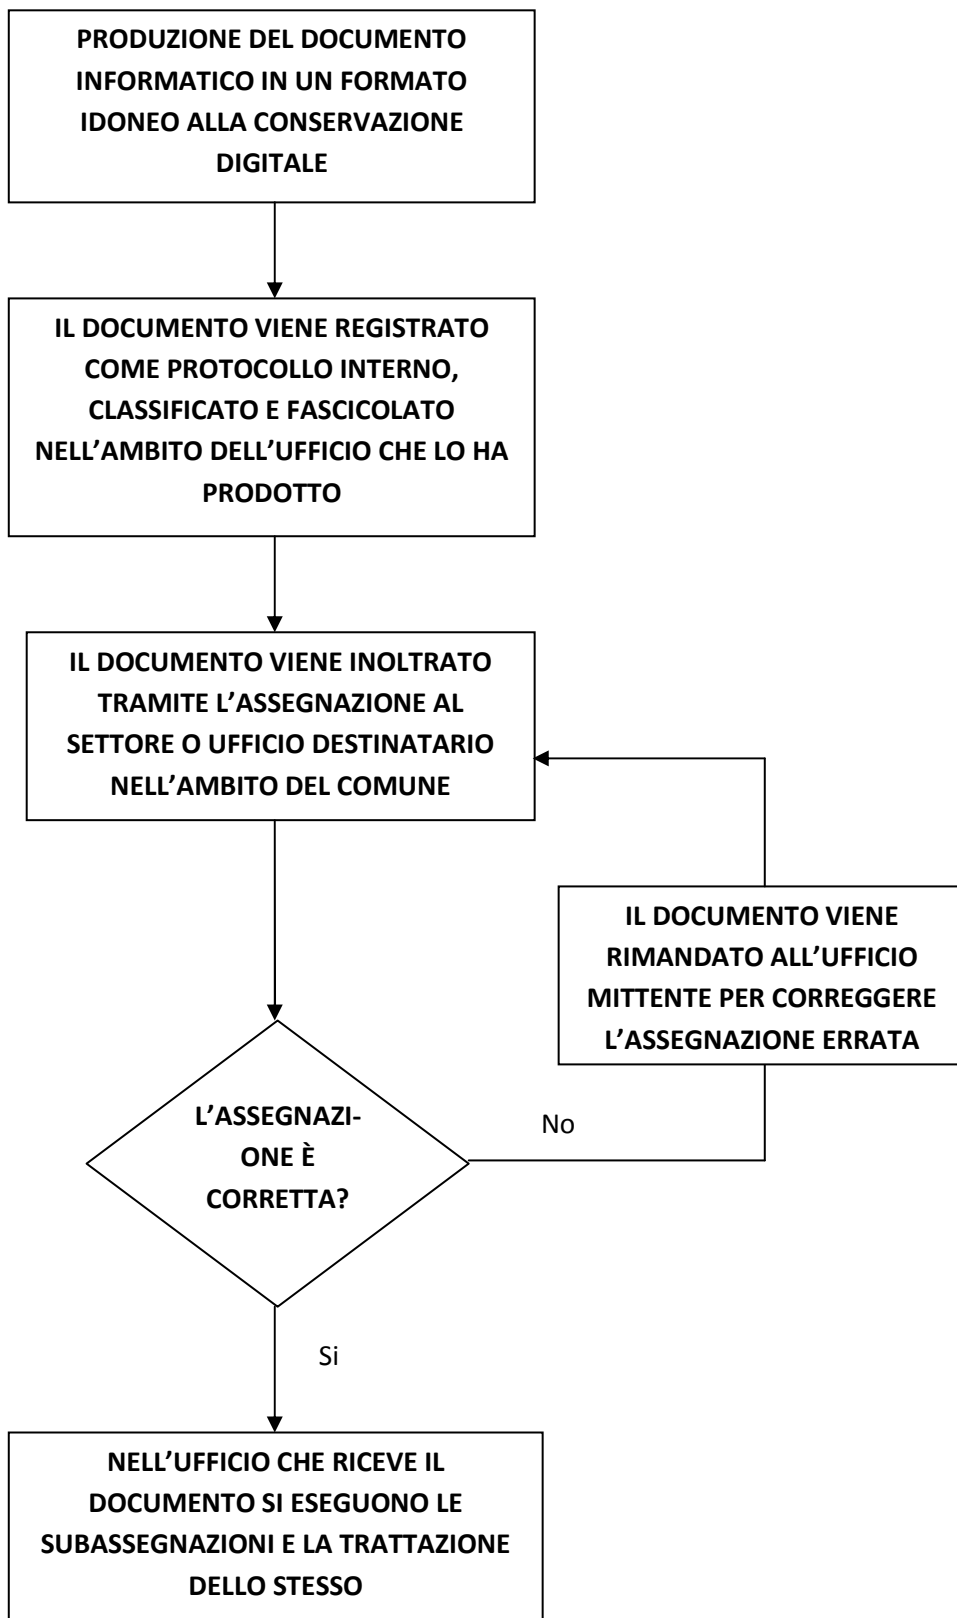 PRODUZIONE DEL DOCUMENTO
INFORMATICO IN UN FORMATO
IDONEO ALLA CONSERVAZIONE
DIGITALE
IL DOCUMENTO VIENE REGISTRATO
COME PROTOCOLLO INTERNO,
CLASSIFICATO E FASCICOLATO
NELL’AMBITO DELL’UFFICIO CHE LO HA
PRODOTTO
IL DOCUMENTO VIENE INOLTRATO
TRAMITE L’ASSEGNAZIONE AL
SETTORE O UFFICIO DESTINATARIO
NELL’AMBITO DEL COMUNE
IL DOCUMENTO VIENE
RIMANDATO ALL’UFFICIO
MITTENTE PER CORREGGERE
L’ASSEGNAZIONE ERRATA
L’ASSEGNAZI-
ONE È
CORRETTA?
No
Si
NELL’UFFICIO CHE RICEVE IL
DOCUMENTO SI ESEGUONO LE
SUBASSEGNAZIONI E LA TRATTAZIONE
DELLO STESSO